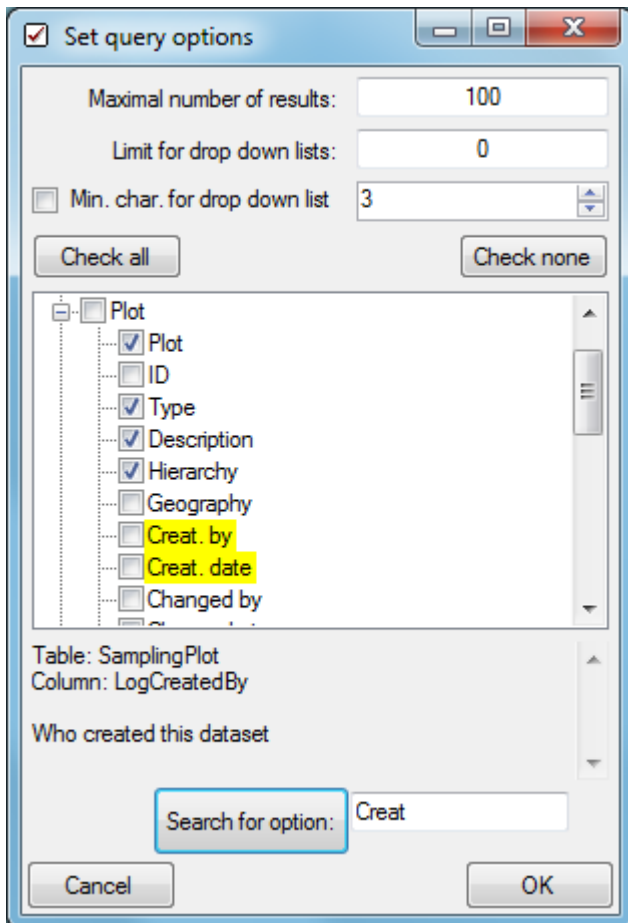 Set query options
Maximal number of results: 100
Limit for drop down lists: 0
Min. char. for drop down list 3
Check all Check none
Plot
Plot
ID
Type
Description
Hierarchy
Geography
Creat. by
Creat. date
Changed by
Table: SamplingPlot
Column: LogCreatedBy
Who created this dataset
Search for option: Creat
Cancel OK